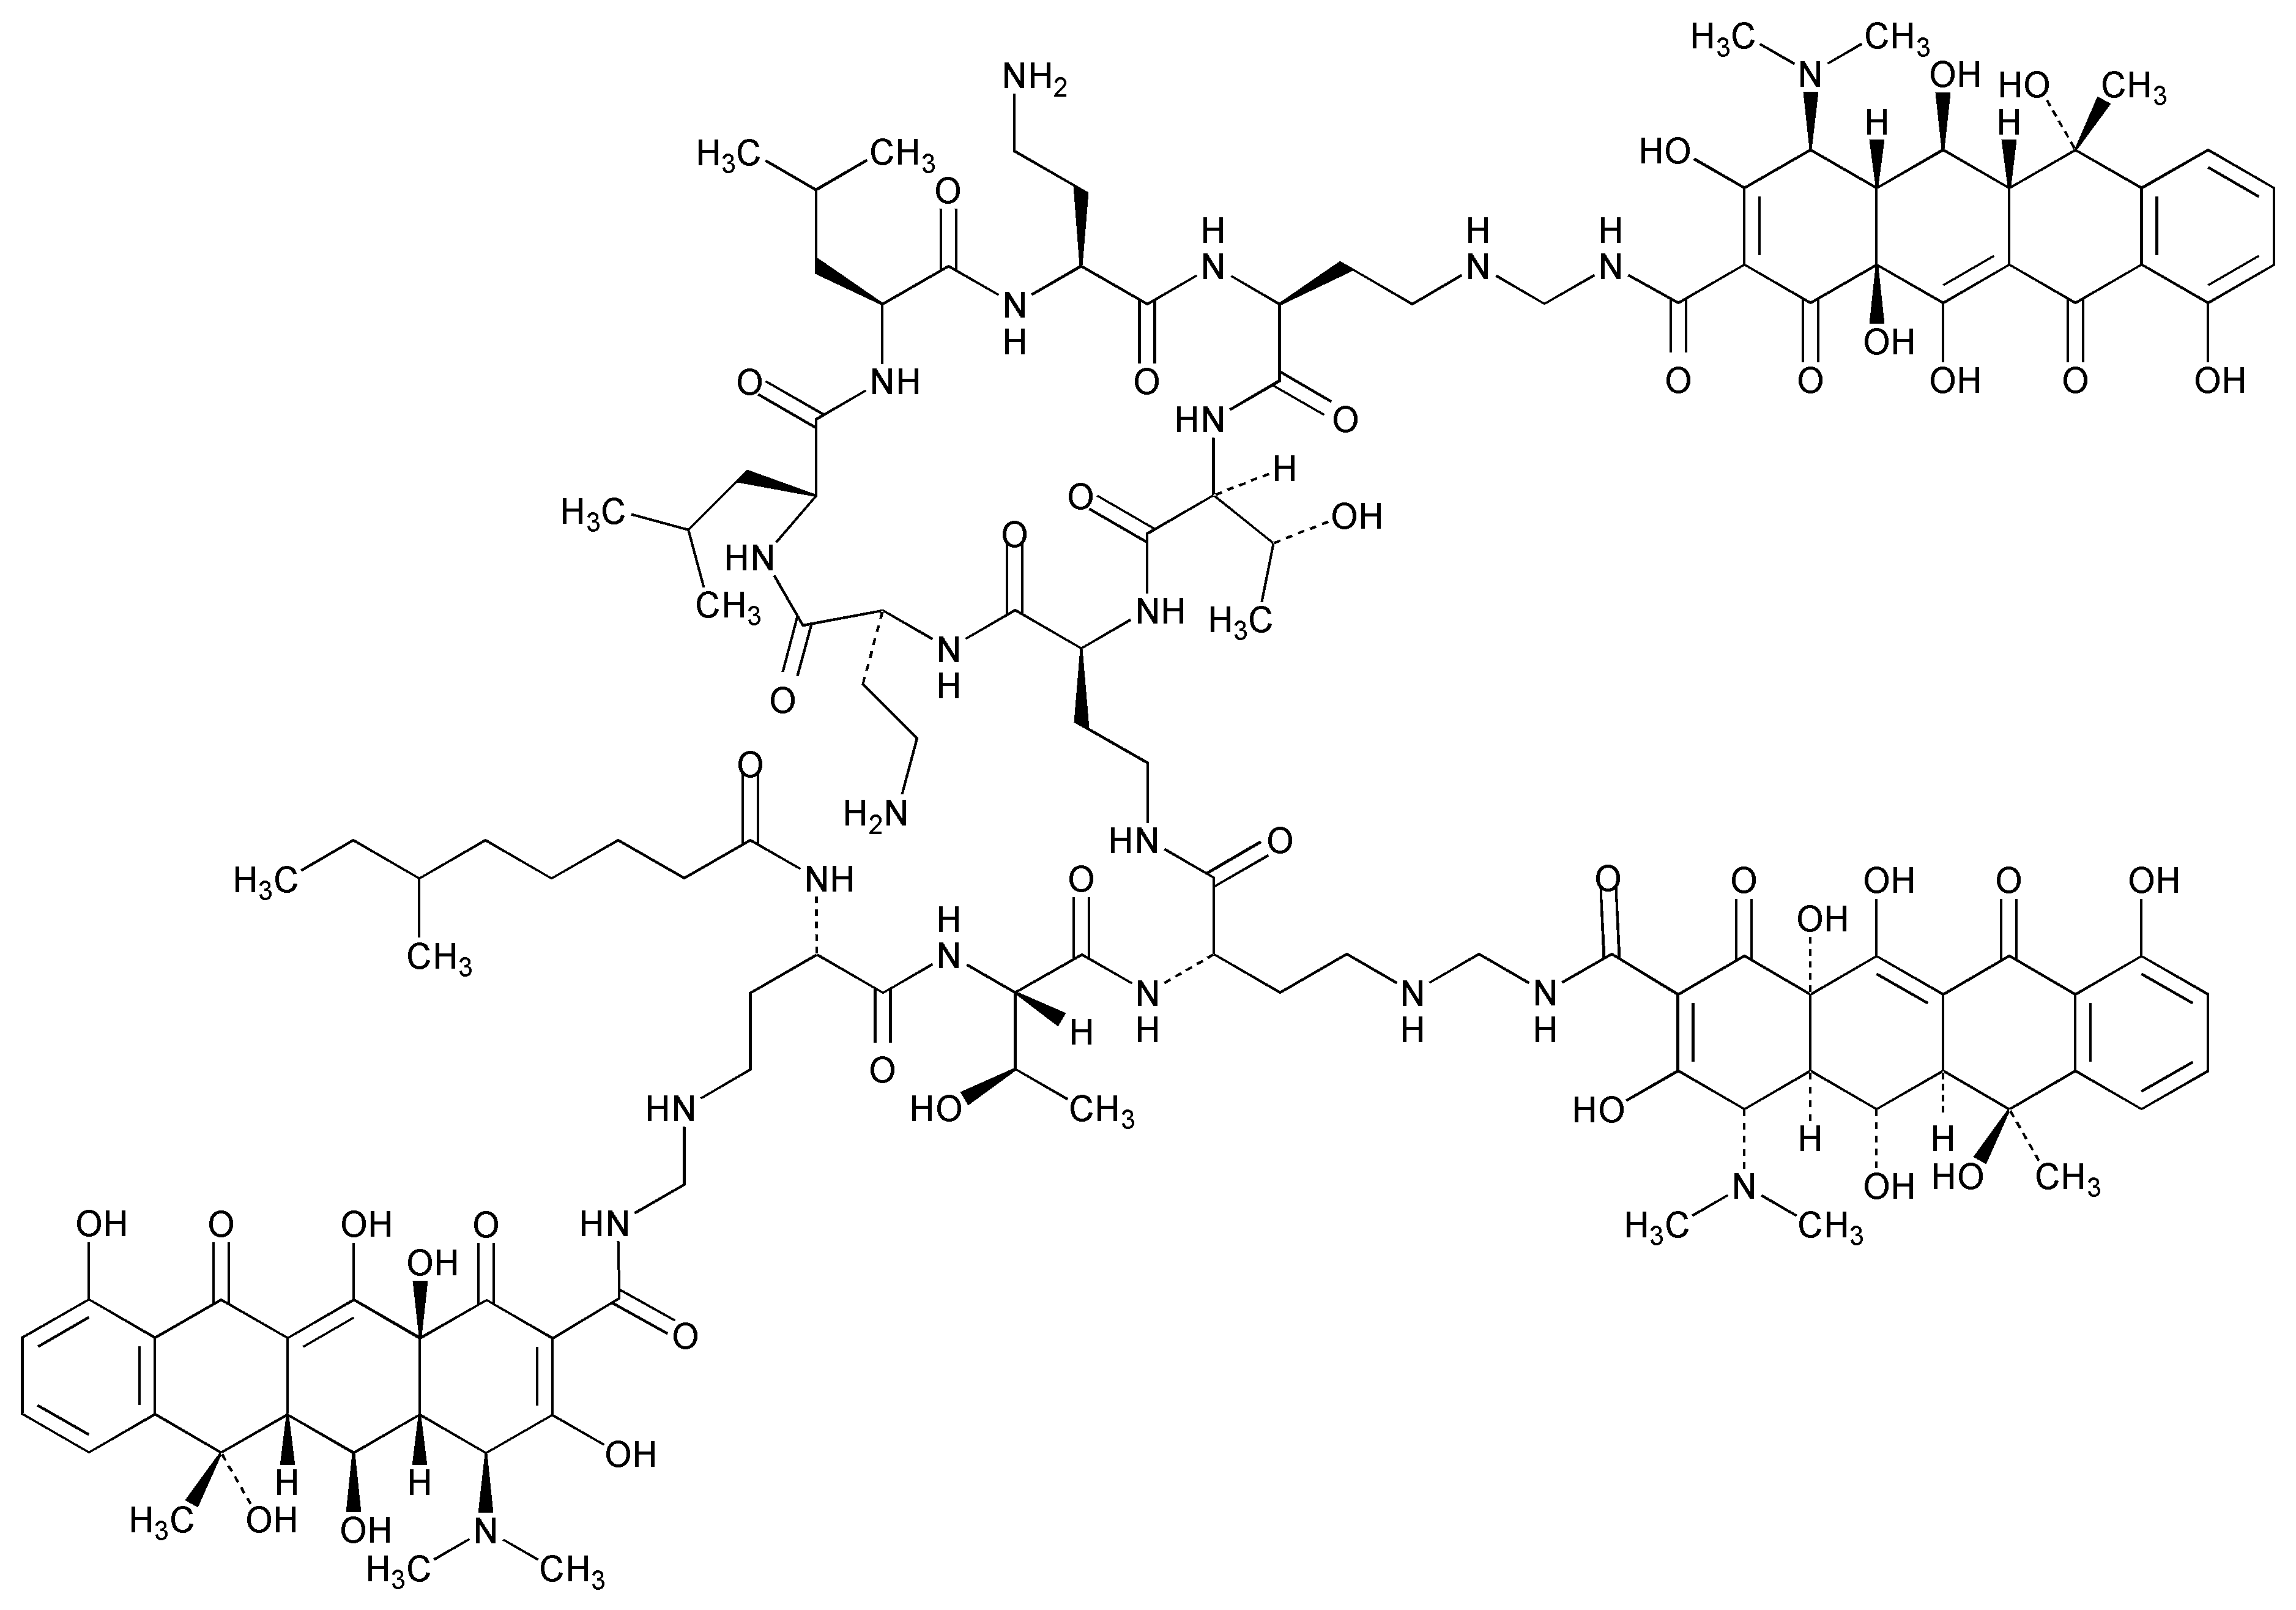 H₃C CH₃
N OH HO CH₃
NH₂
H H
H₃C CH₃ HO
O
H H H
N N N
N
H OH
O NH O O O OH O OH
HN O
H
O
H₃C OH
O
HN
CH₃ NH H₃C
N
H
O
O
H₂N
HN O
O NH O O OH O OH
H₃C
OH
H
CH₃ N
N N N
H H H H
O
HN HO CH₃ HO
H H
HO CH₃
N OH
OH O OH O HN H₃C CH₃
OH
O
OH
H H
H₃C OH OH N
H₃C CH₃